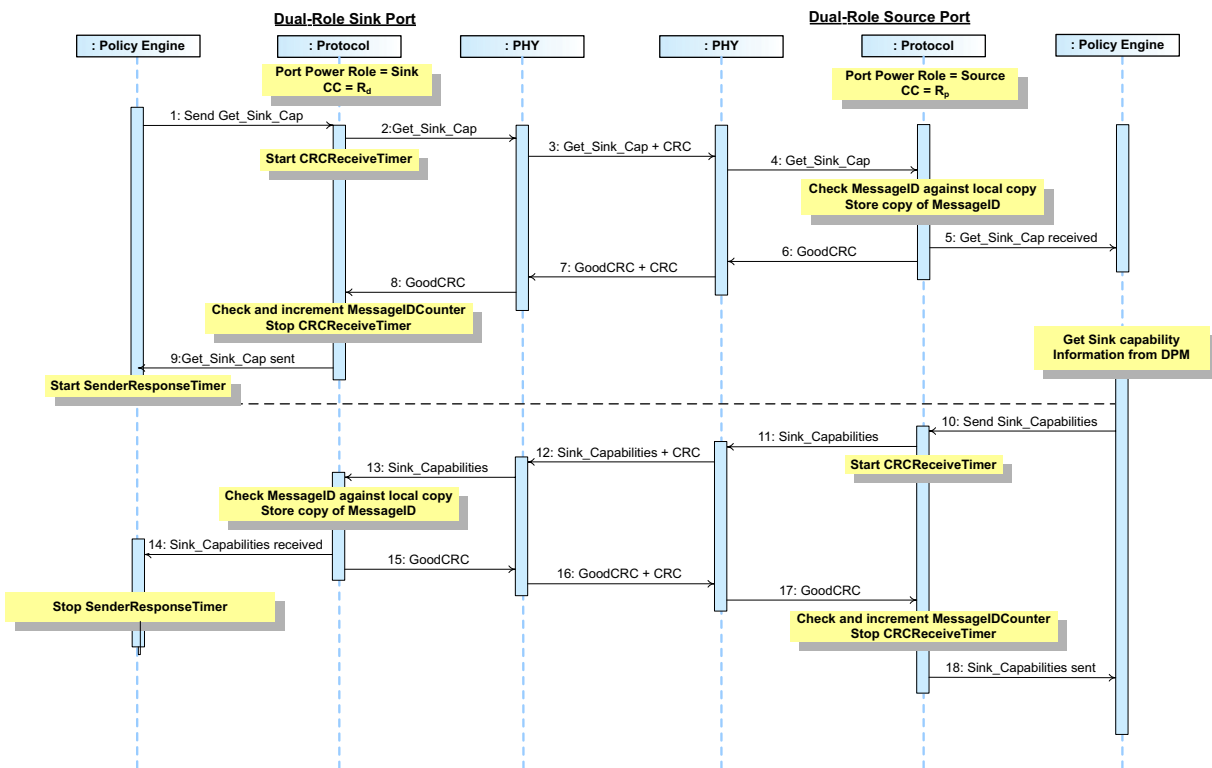 Dual-Role Sink Port
Dual-Role Source Port
: Policy Engine
: Protocol
: PHY
: PHY
: Protocol
: Policy Engine
Port Power Role = Sink
CC = Rd
Port Power Role = Source
CC = Rp
1: Send Get_Sink_Cap
2:Get_Sink_Cap
Start CRCReceiveTimer
3: Get_Sink_Cap + CRC
4: Get_Sink_Cap
Check MessageID against local copy
Store copy of MessageID
5: Get_Sink_Cap received
6: GoodCRC
7: GoodCRC + CRC
8: GoodCRC
Check and increment MessageIDCounter
Stop CRCReceiveTimer
9:Get_Sink_Cap sent
Start SenderResponseTimer
Get Sink capability
Information from DPM
10: Send Sink_Capabilities
11: Sink_Capabilities
Start CRCReceiveTimer
12: Sink_Capabilities + CRC
13: Sink_Capabilities
Check MessageID against local copy
Store copy of MessageID
14: Sink_Capabilities received
15: GoodCRC
16: GoodCRC + CRC
17: GoodCRC
Stop SenderResponseTimer
Check and increment MessageIDCounter
Stop CRCReceiveTimer
18: Sink_Capabilities sent